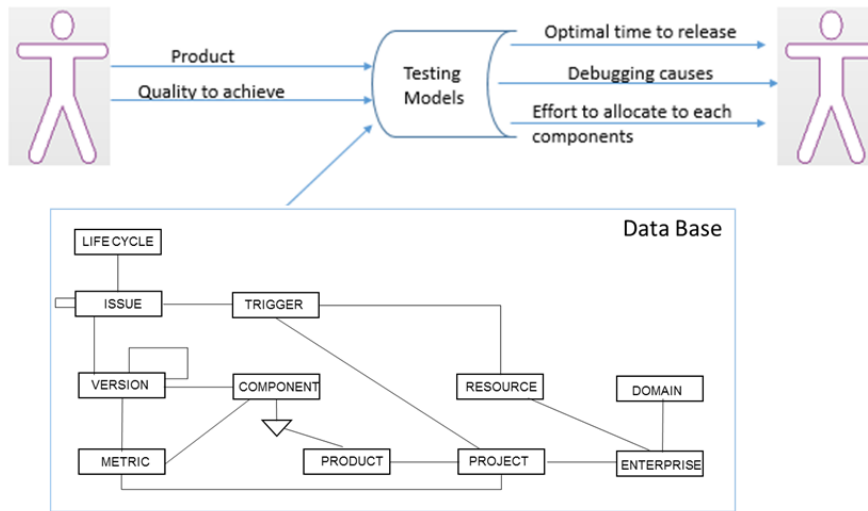 Product
Quality to achieve
Testing
Models
Optimal time to release
Debugging causes
Effort to allocate to each
components
Data Base
LIFE CYCLE
ISSUE
TRIGGER
VERSION
COMPONENT
RESOURCE
DOMAIN
METRIC
PRODUCT
PROJECT
ENTERPRISE